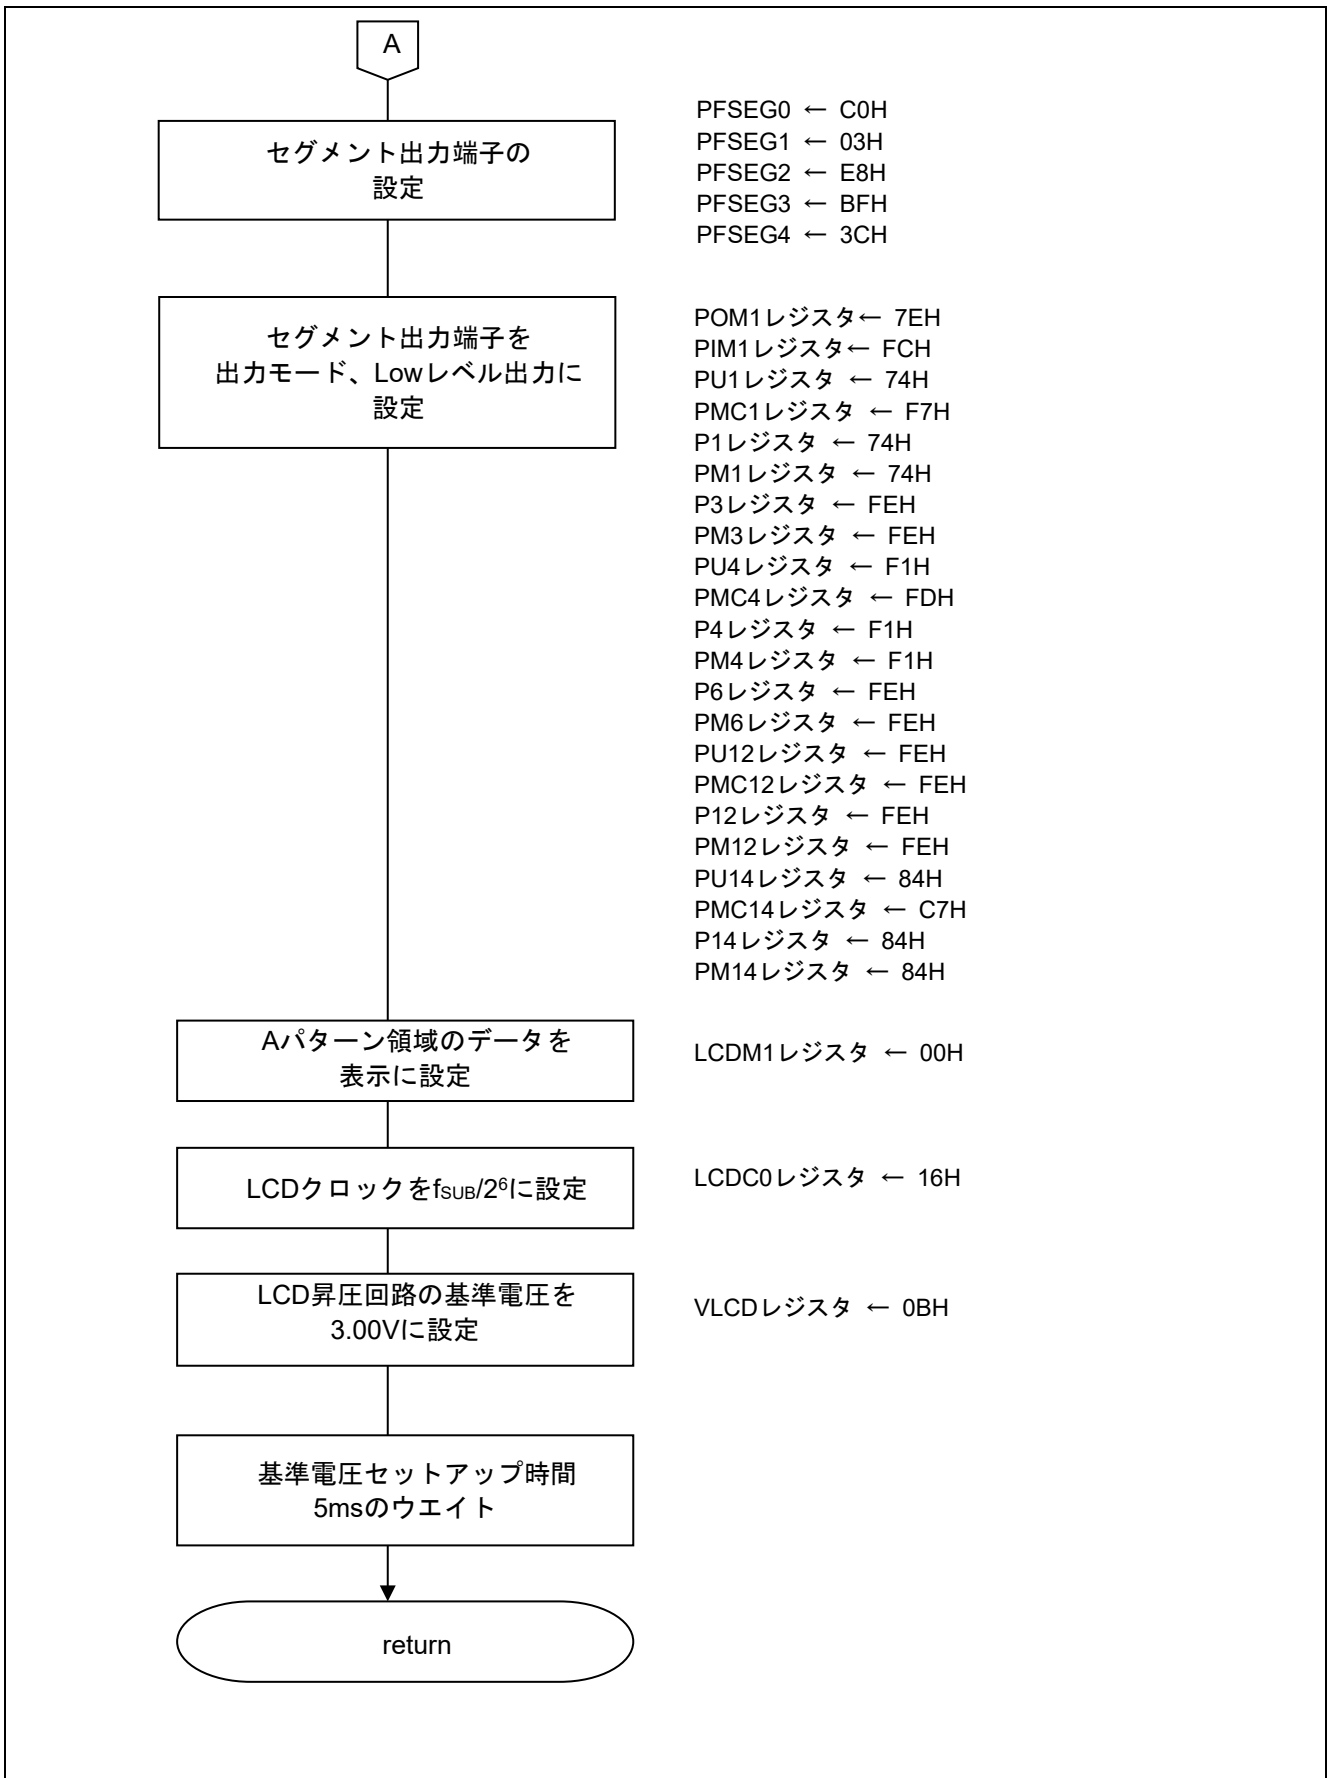 A
セグメント出力端子の
設定
PFSEG0 ← C0H
PFSEG1 ← 03H
PFSEG2 ← E8H
PFSEG3 ← BFH
PFSEG4 ← 3CH
セグメント出力端子を
出力モード、Lowレベル出力に
設定
POM1レジスタ← 7EH
PIM1レジスタ← FCH
PU1レジスタ ← 74H
PMC1レジスタ ← F7H
P1レジスタ ← 74H
PM1レジスタ ← 74H
P3レジスタ ← FEH
PM3レジスタ ← FEH
PU4レジスタ ← F1H
PMC4レジスタ ← FDH
P4レジスタ ← F1H
PM4レジスタ ← F1H
P6レジスタ ← FEH
PM6レジスタ ← FEH
PU12レジスタ ← FEH
PMC12レジスタ ← FEH
P12レジスタ ← FEH
PM12レジスタ ← FEH
PU14レジスタ ← 84H
PMC14レジスタ ← C7H
P14レジスタ ← 84H
PM14レジスタ ← 84H
Aパターン領域のデータを
表示に設定
LCDM1レジスタ ← 00H
LCDクロックをfSUB/2⁶に設定
LCDC0レジスタ ← 16H
LCD昇圧回路の基準電圧を
3.00Vに設定
VLCDレジスタ ← 0BH
基準電圧セットアップ時間
5msのウエイト
return